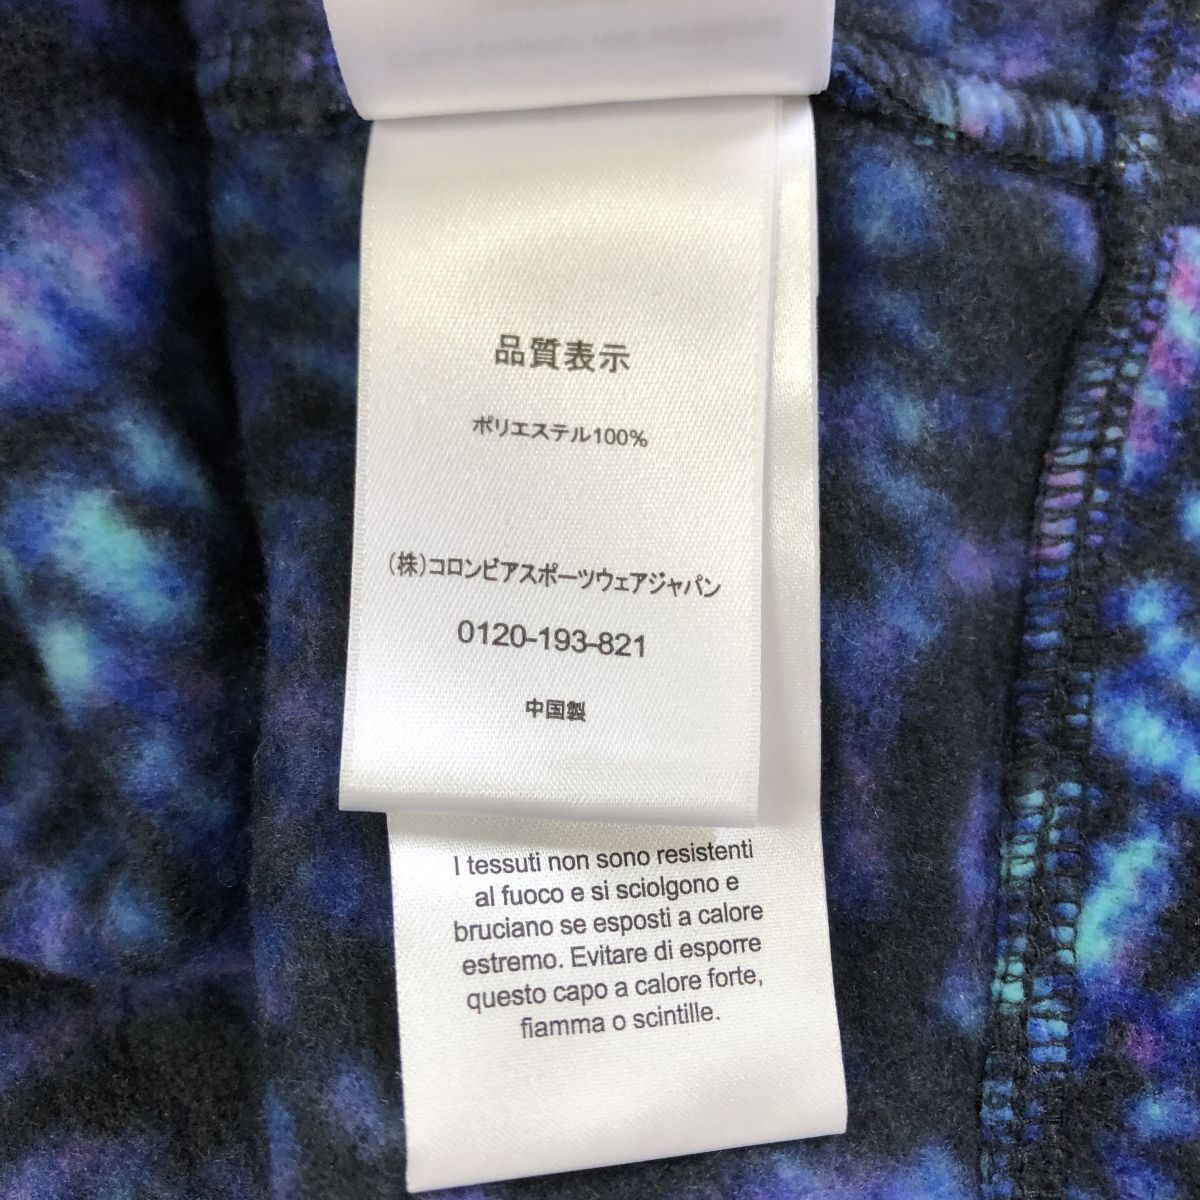 品質表示
ポリエステル100%
(株)コロンビアスポーツウェアジャパン
0120-193-821
中国製
I tessuti non sono resistenti
al fuoco e si sciolgono e
bruciano se esposti a calore
estremo. Evitare di esporre
questo capo a calore forte,
fiamma o scintille.